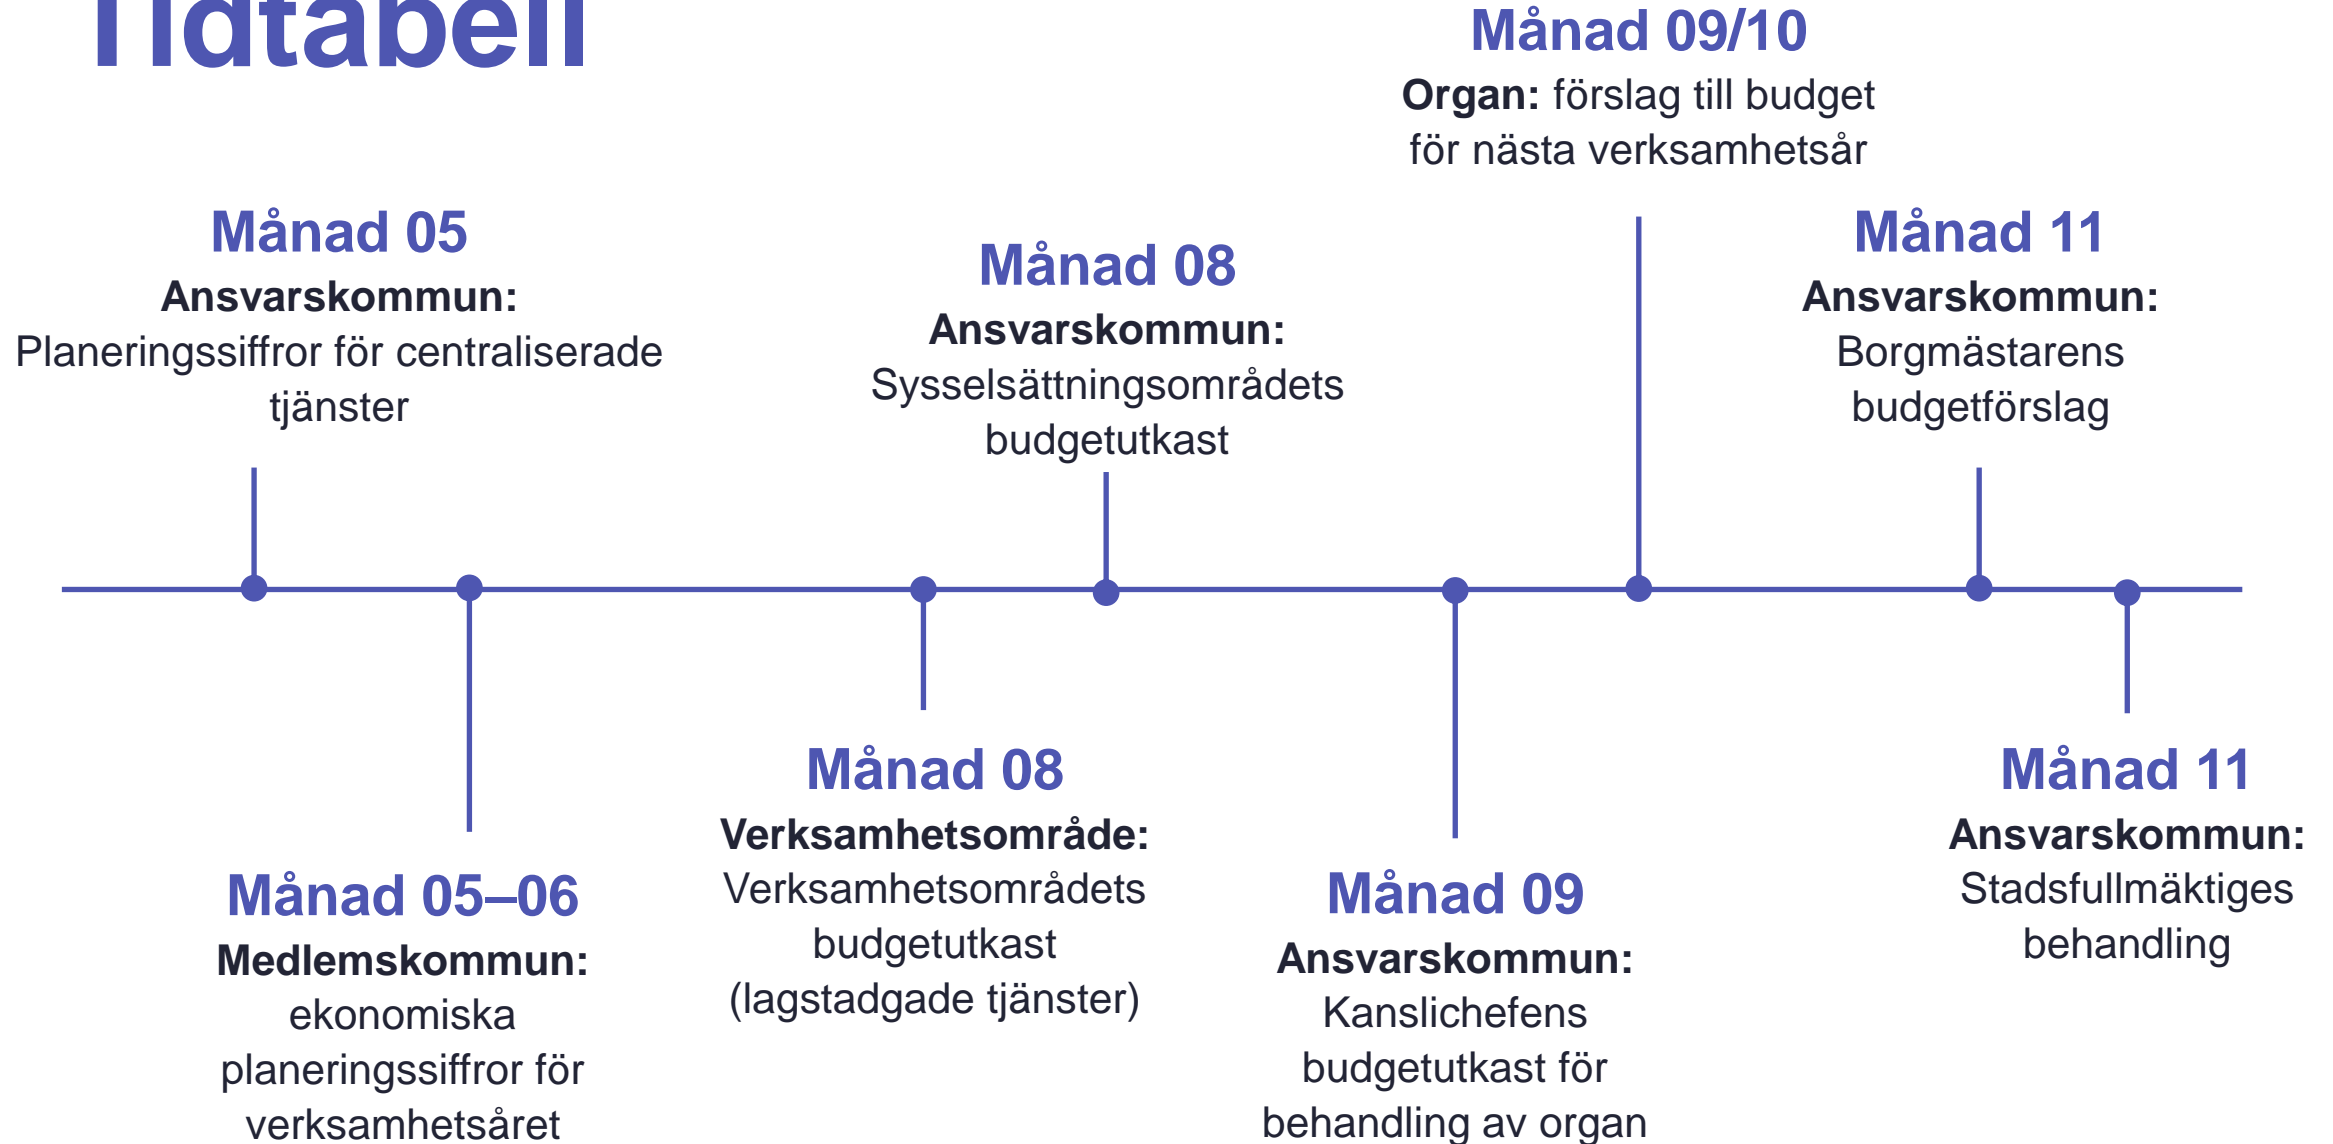 Tidtabell
Månad 05
Ansvarskommun:
Planeringssiffror för centraliserade
tjänster
Månad 05–06
Medlemskommun:
ekonomiska
planeringssiffror för
verksamhetsåret
Månad 08
Verksamhetsområde:
Verksamhetsområdets
budgetutkast
(lagstadgade tjänster)
Månad 08
Ansvarskommun:
Sysselsättningsområdets
budgetutkast
Månad 09
Ansvarskommun:
Kanslichefens
budgetutkast för
behandling av organ
Månad 09/10
Organ: förslag till budget
för nästa verksamhetsår
Månad 11
Ansvarskommun:
Borgmästarens
budgetförslag
Månad 11
Ansvarskommun:
Stadsfullmäktiges
behandling